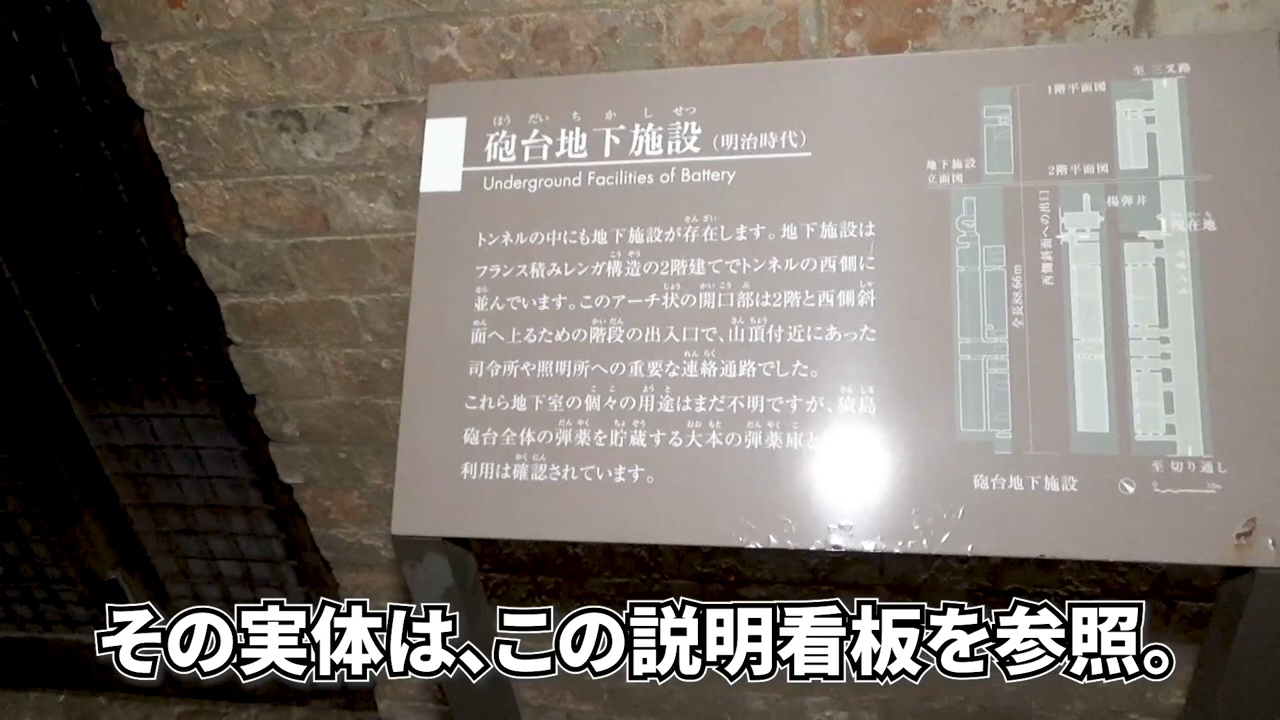 ほう だい ち か し せつ
砲台地下施設（明治時代）
Underground Facilities of Battery
トンネルの中にも地下施設が存在します。地下施設は
フランス積みレンガ構造の2階建てでトンネルの西側に
並んでいます。このアーチ状の開口部は2階と西側斜
面へ上るための階段の出入口で、山頂付近にあった
司令所や照明所への重要な連絡通路でした。
これら地下室の個々の用途はまだ不明ですが、猿島
砲台全体の弾薬を貯蔵する大本の弾薬庫と
利用は確認されています。
至 三叉路
1階平面図
地下施設
立面図
2階平面図
揚弾井
現在地
西側斜面への出口
全長88.66m
至 切り通し
砲台地下施設
その実体は、この説明看板を参照。